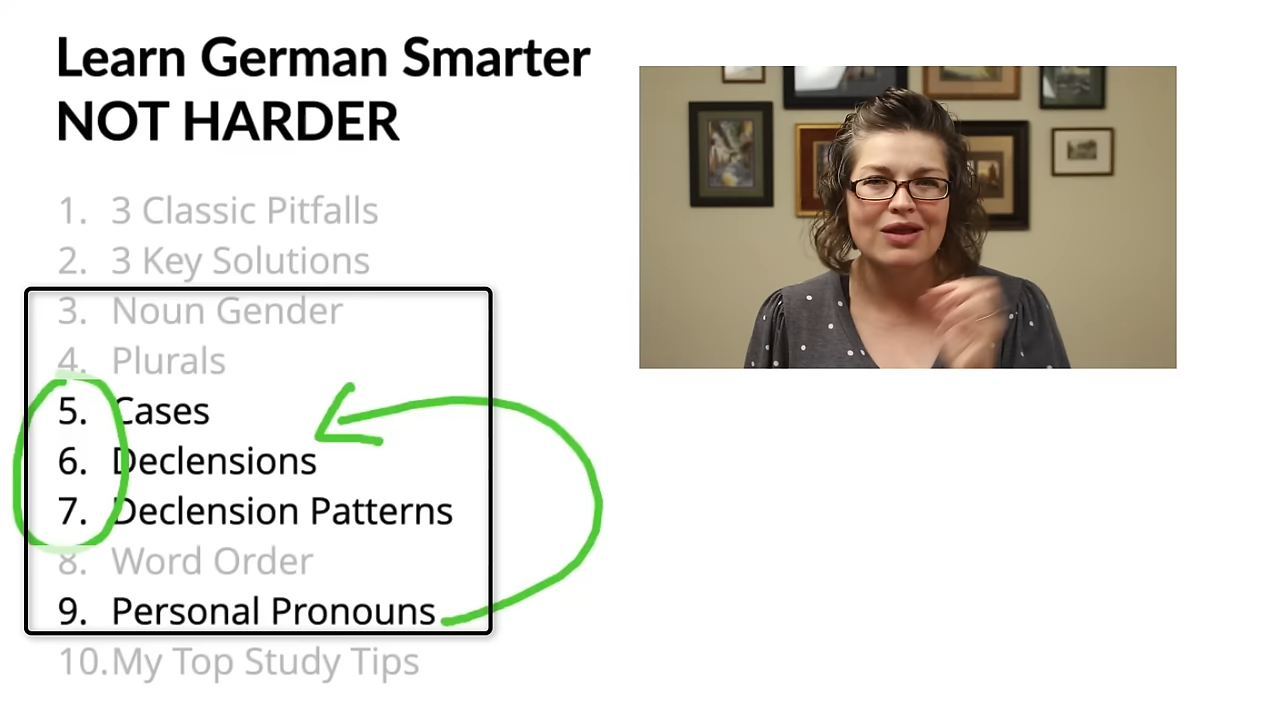 Learn German Smarter
NOT HARDER
1. 3 Classic Pitfalls
2. 3 Key Solutions
3. Noun Gender
4. Plurals
5. Cases
6. Declensions
7. Declension Patterns
8. Word Order
9. Personal Pronouns
10. My Top Study Tips